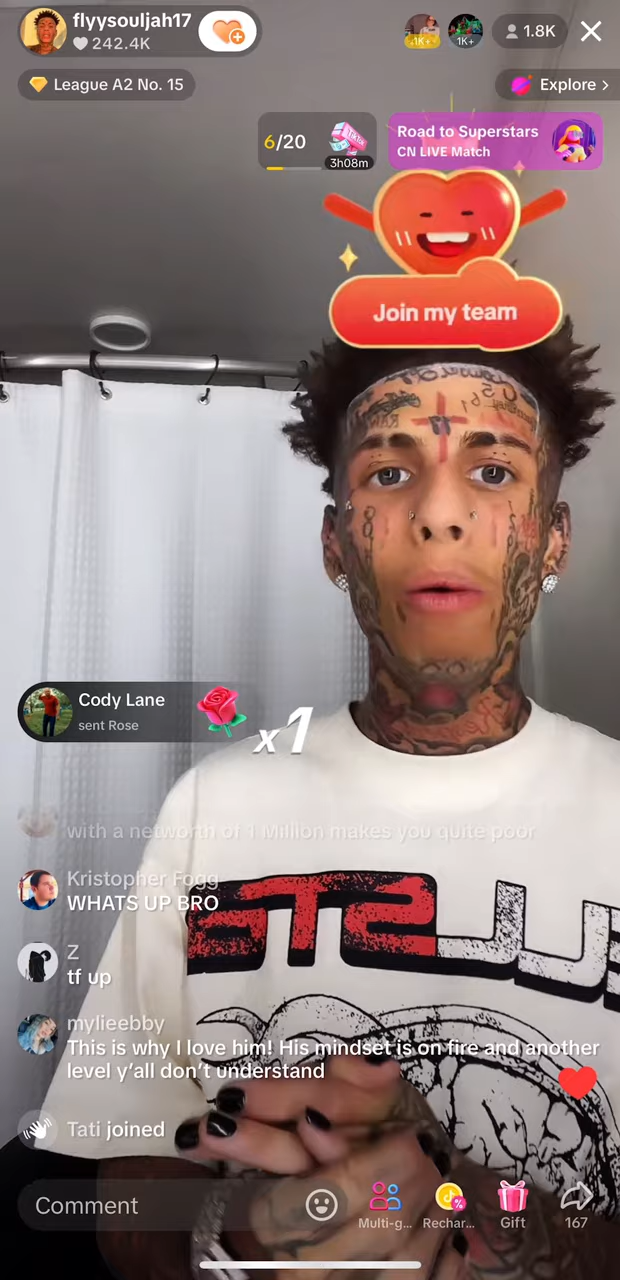 flyysouljah17
242.4K
1K+
1K+
1.8K
League A2 No. 15
Explore >
6/20
3h08m
Road to Superstars
CN LIVE Match
Join my team
Cody Lane
sent Rose
x1
with a networth of 1 Million makes you quite poor
Kristopher Fogg
WHATS UP BRO
Z
tf up
mylieebby
This is why I love him! His mindset is on fire and another
level y'all don't understand
Tati joined
Comment
Multi-g...
Rechar...
Gift
167